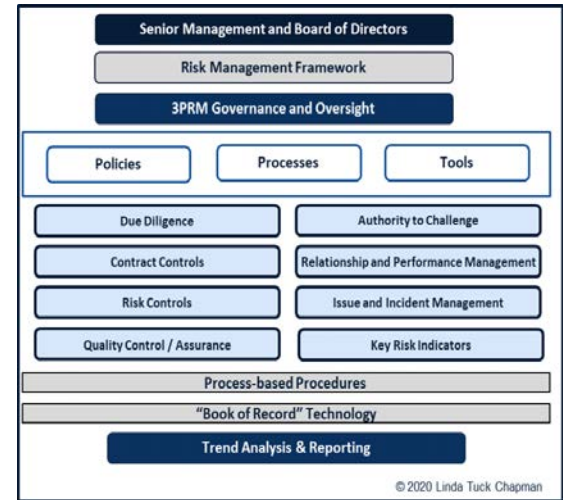 Senior Management and Board of Directors
Risk Management Framework
3PRM Governance and Oversight
Policies Processes Tools
Due Diligence Authority to Challenge
Contract Controls Relationship and Performance Management
Risk Controls Issue and Incident Management
Quality Control / Assurance Key Risk Indicators
Process-based Procedures
“Book of Record” Technology
Trend Analysis & Reporting
© 2020 Linda Tuck Chapman